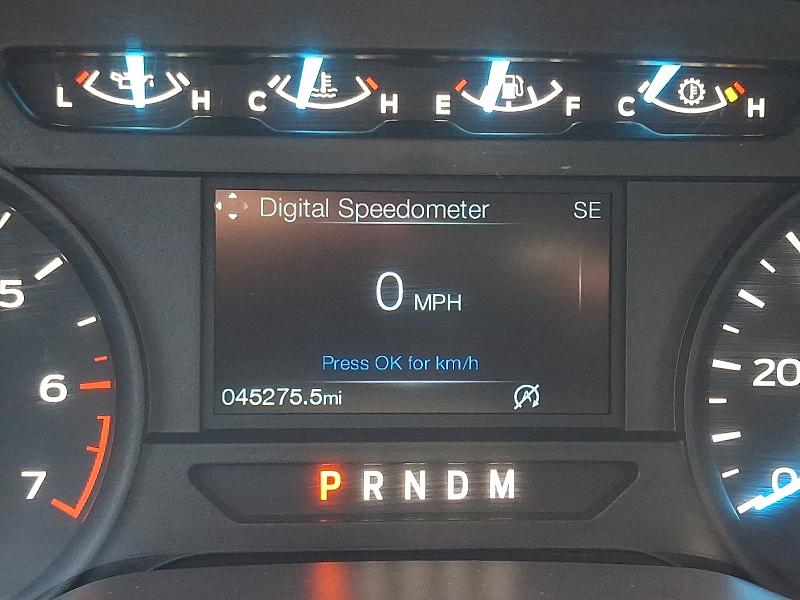 L H C H E F C H
Digital Speedometer SE
0 MPH
Press OK for km/h
045275.5mi
5
6
7
20
0
P R N D M